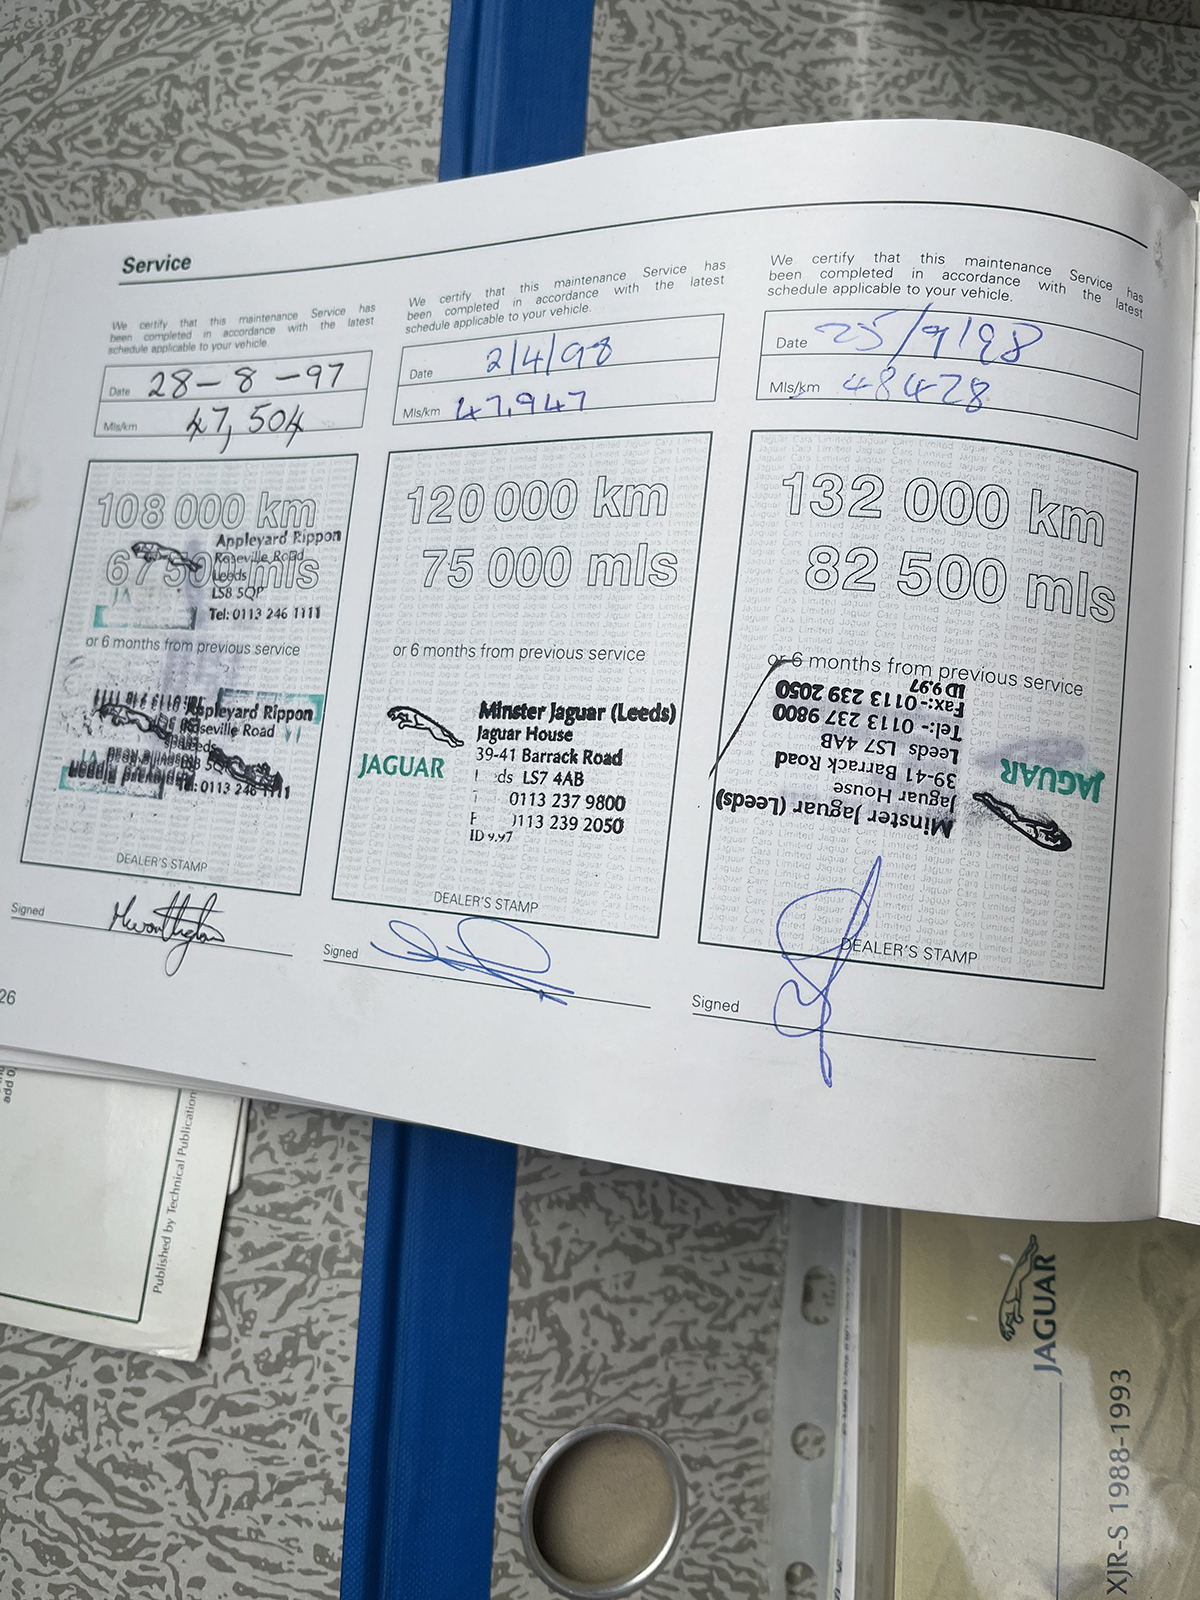 Service
We certify that this maintenance Service has
been completed in accordance with the latest
schedule applicable to your vehicle.
Date 28-8-97
Mls/km 47,504
108 000 km
67 500 mls
Appleyard Rippon
Roseville Road
Leeds
LS8 5QP
Tel: 0113 246 1111
or 6 months from previous service
Appleyard Rippon
Roseville Road
Leeds
Tel: 0113 246 1111
DEALER'S STAMP
Signed
26
We certify that this maintenance Service has
been completed in accordance with the latest
schedule applicable to your vehicle.
Date 2/4/98
Mls/km 47,947
120 000 km
75 000 mls
or 6 months from previous service
JAGUAR
Minster Jaguar (Leeds)
Jaguar House
39-41 Barrack Road
ds LS7 4AB
0113 237 9800
0113 239 2050
ID 9.97
DEALER'S STAMP
Signed
We certify that this maintenance Service has
been completed in accordance with the latest
schedule applicable to your vehicle.
Date 25/9/98
Mls/km 48428
132 000 km
82 500 mls
or 6 months from previous service
JAGUAR
Minster Jaguar (Leeds)
Jaguar House
39-41 Barrack Road
Leeds LS7 4AB
Tel:- 0113 237 9800
Fax:- 0113 239 2050
ID 9.97
DEALER'S STAMP
Signed
add
Published by Technical Publication
JAGUAR
XJR-S 1988-1993